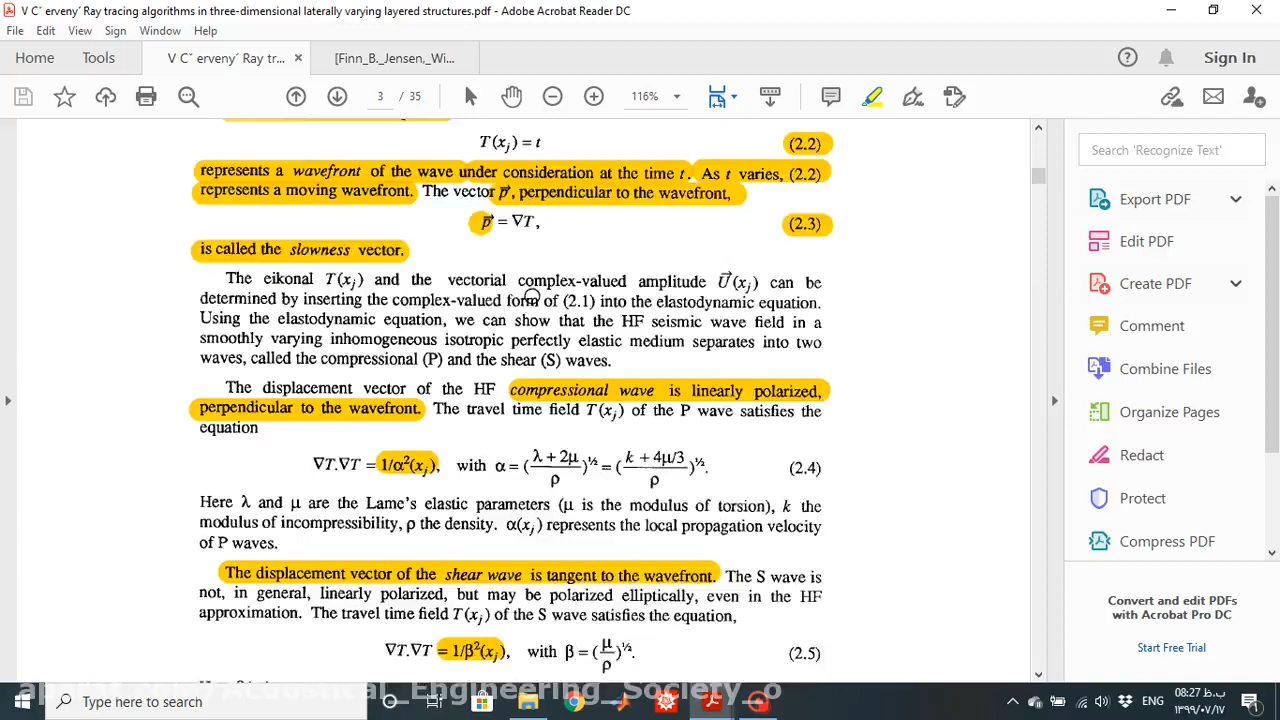 V Cˇ ervenyˊ Ray tracing algorithms in three-dimensional laterally varying layered structures.pdf - Adobe Acrobat Reader DC
File Edit View Sign Window Help
Home Tools V Cˇ ervenyˊ Ray tr... × [Finn_B._Jensen,_Wi...
Sign In
3 / 35 116%
T(xⱼ) = t (2.2)
represents a wavefront of the wave under consideration at the time t. As t varies, (2.2)
represents a moving wavefront. The vector p⃗, perpendicular to the wavefront,
p⃗ = ∇T, (2.3)
is called the slowness vector.
The eikonal T(xⱼ) and the vectorial complex-valued amplitude U⃗(xⱼ) can be
determined by inserting the complex-valued form of (2.1) into the elastodynamic equation.
Using the elastodynamic equation, we can show that the HF seismic wave field in a
smoothly varying inhomogeneous isotropic perfectly elastic medium separates into two
waves, called the compressional (P) and the shear (S) waves.
The displacement vector of the HF compressional wave is linearly polarized,
perpendicular to the wavefront. The travel time field T(xⱼ) of the P wave satisfies the
equation
∇T.∇T = 1/α²(xⱼ), with α = (λ + 2μ / ρ)^½ = (k + 4μ/3 / ρ)^½. (2.4)
Here λ and μ are the Lame's elastic parameters (μ is the modulus of torsion), k the
modulus of incompressibility, ρ the density. α(xⱼ) represents the local propagation velocity
of P waves.
The displacement vector of the shear wave is tangent to the wavefront. The S wave is
not, in general, linearly polarized, but may be polarized elliptically, even in the HF
approximation. The travel time field T(xⱼ) of the S wave satisfies the equation,
∇T.∇T = 1/β²(xⱼ), with β = (μ / ρ)^½. (2.5)
Search 'Recognize Text'
Export PDF
Edit PDF
Create PDF
Comment
Combine Files
Organize Pages
Redact
Protect
Compress PDF
Convert and edit PDFs
with Acrobat Pro DC
Start Free Trial
aparat.com/Acoustical_Engineering_Society_o
Type here to search
ENG
08:27 ب.ظ
۱۳۹۹/۰۷/۱۷